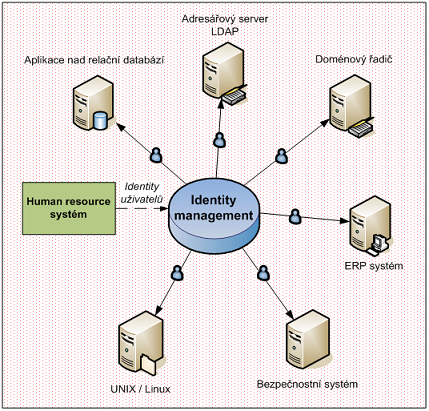 Adresářový server
LDAP
Aplikace nad relační databází
Doménový řadič
Human resource
systém
Identity
uživatelů
Identity
management
ERP systém
UNIX / Linux
Bezpečnostní systém